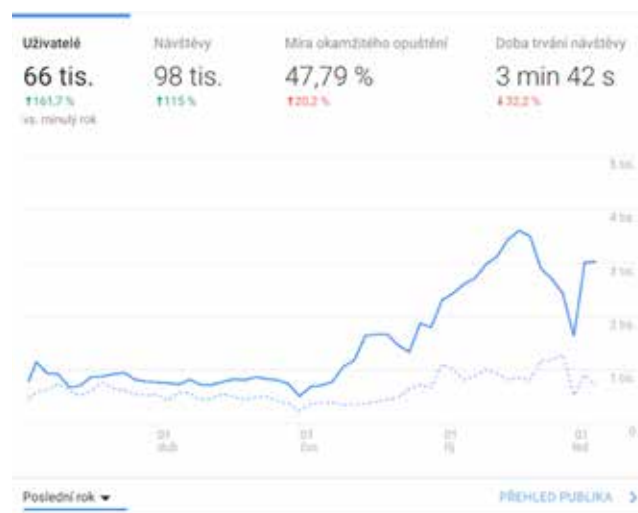 Uživatelé
Návštěvy
Míra okamžitého opuštění
Doba trvání návštěvy
66 tis.
98 tis.
47,79 %
3 min 42 s
↑161,7 %
↑115 %
↑20,2 %
↓32,2 %
vs. minulý rok
5 tis.
4 tis.
3 tis.
2 tis.
1 tis.
0
01
dub
01
01
říj
01
led
Poslední rok
PŘEHLED PUBLIKA